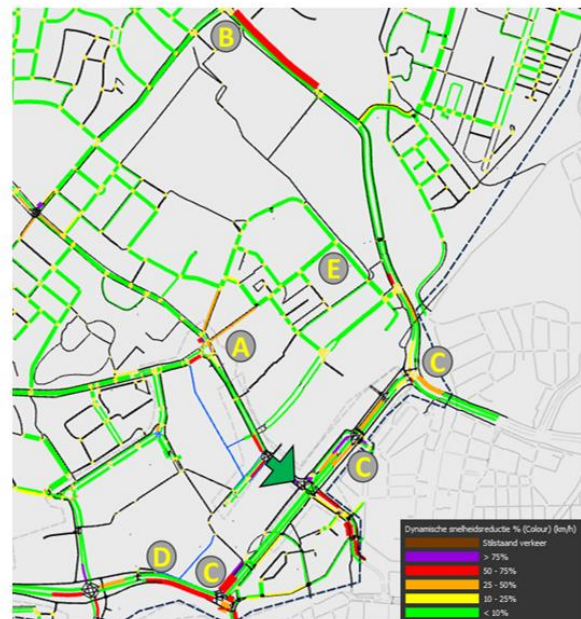 B
E
A
C
C
D
C
Dynamische snelheidsreductie % (Colour) (km/h)
Stilstaand verkeer
> 75%
50 - 75%
25 - 50%
10 - 25%
< 10%